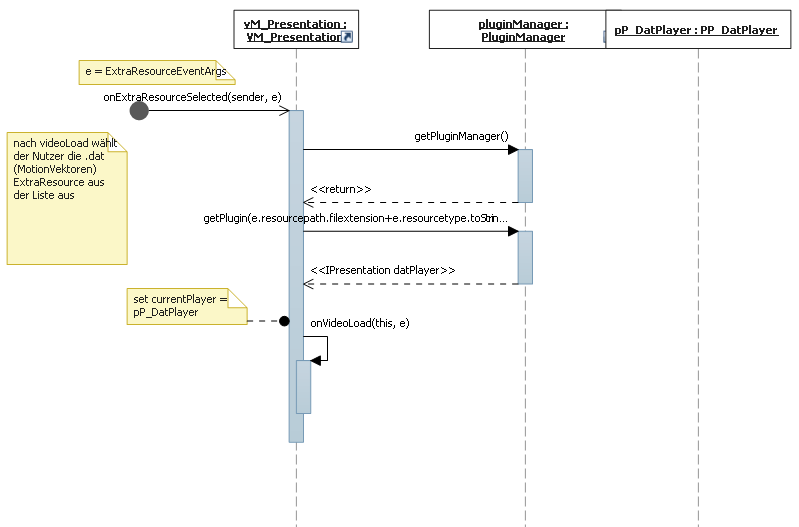 vM_Presentation :
VM_Presentation
pluginManager :
PluginManager
pP_DatPlayer : PP_DatPlayer
e = ExtraResourceEventArgs
onExtraResourceSelected(sender, e)
nach videoLoad wählt
der Nutzer die .dat
(MotionVektoren)
ExtraResource aus
der Liste aus
getPluginManager()
<<return>>
getPlugin(e.resourcepath.filextension+e.resourcetype.toStrin...
<<IPresentation datPlayer>>
set currentPlayer =
pP_DatPlayer
onVideoLoad(this, e)